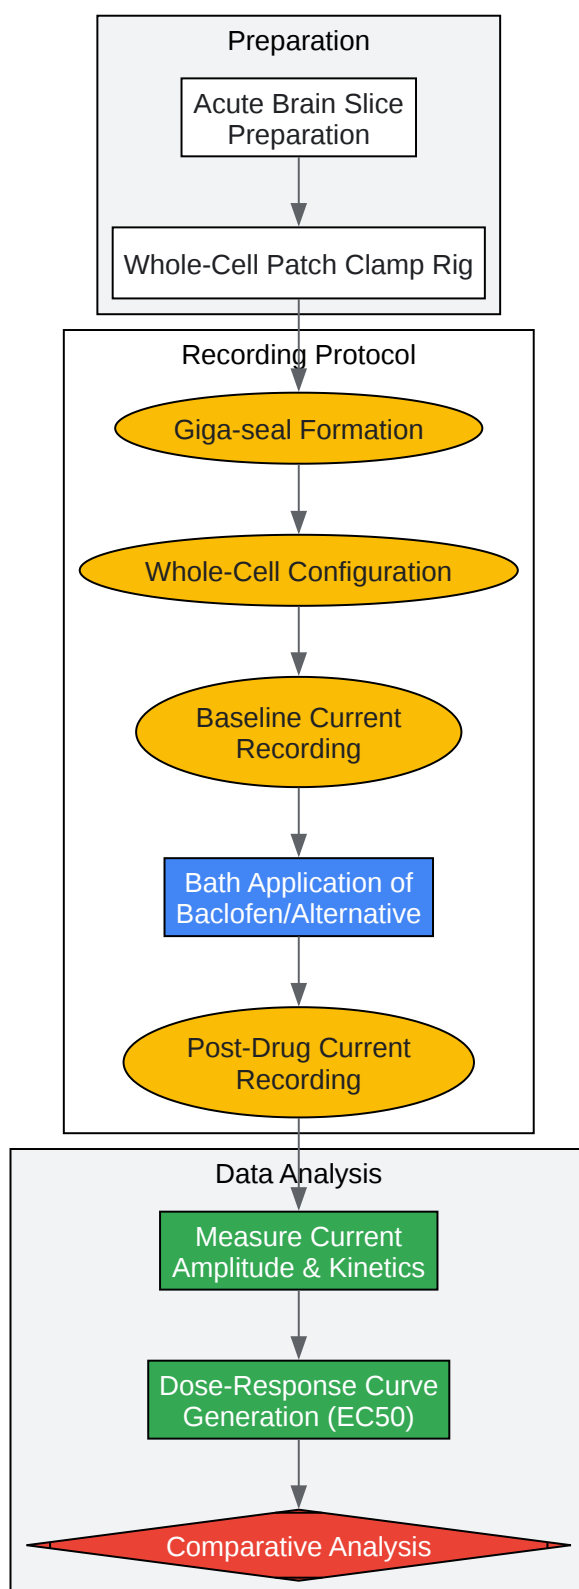 Preparation
Acute Brain Slice
Preparation
Whole-Cell Patch Clamp Rig
Recording Protocol
Giga-seal Formation
Whole-Cell Configuration
Baseline Current
Recording
Bath Application of
Baclofen/Alternative
Post-Drug Current
Recording
Data Analysis
Measure Current
Amplitude & Kinetics
Dose-Response Curve
Generation (EC50)
Comparative Analysis